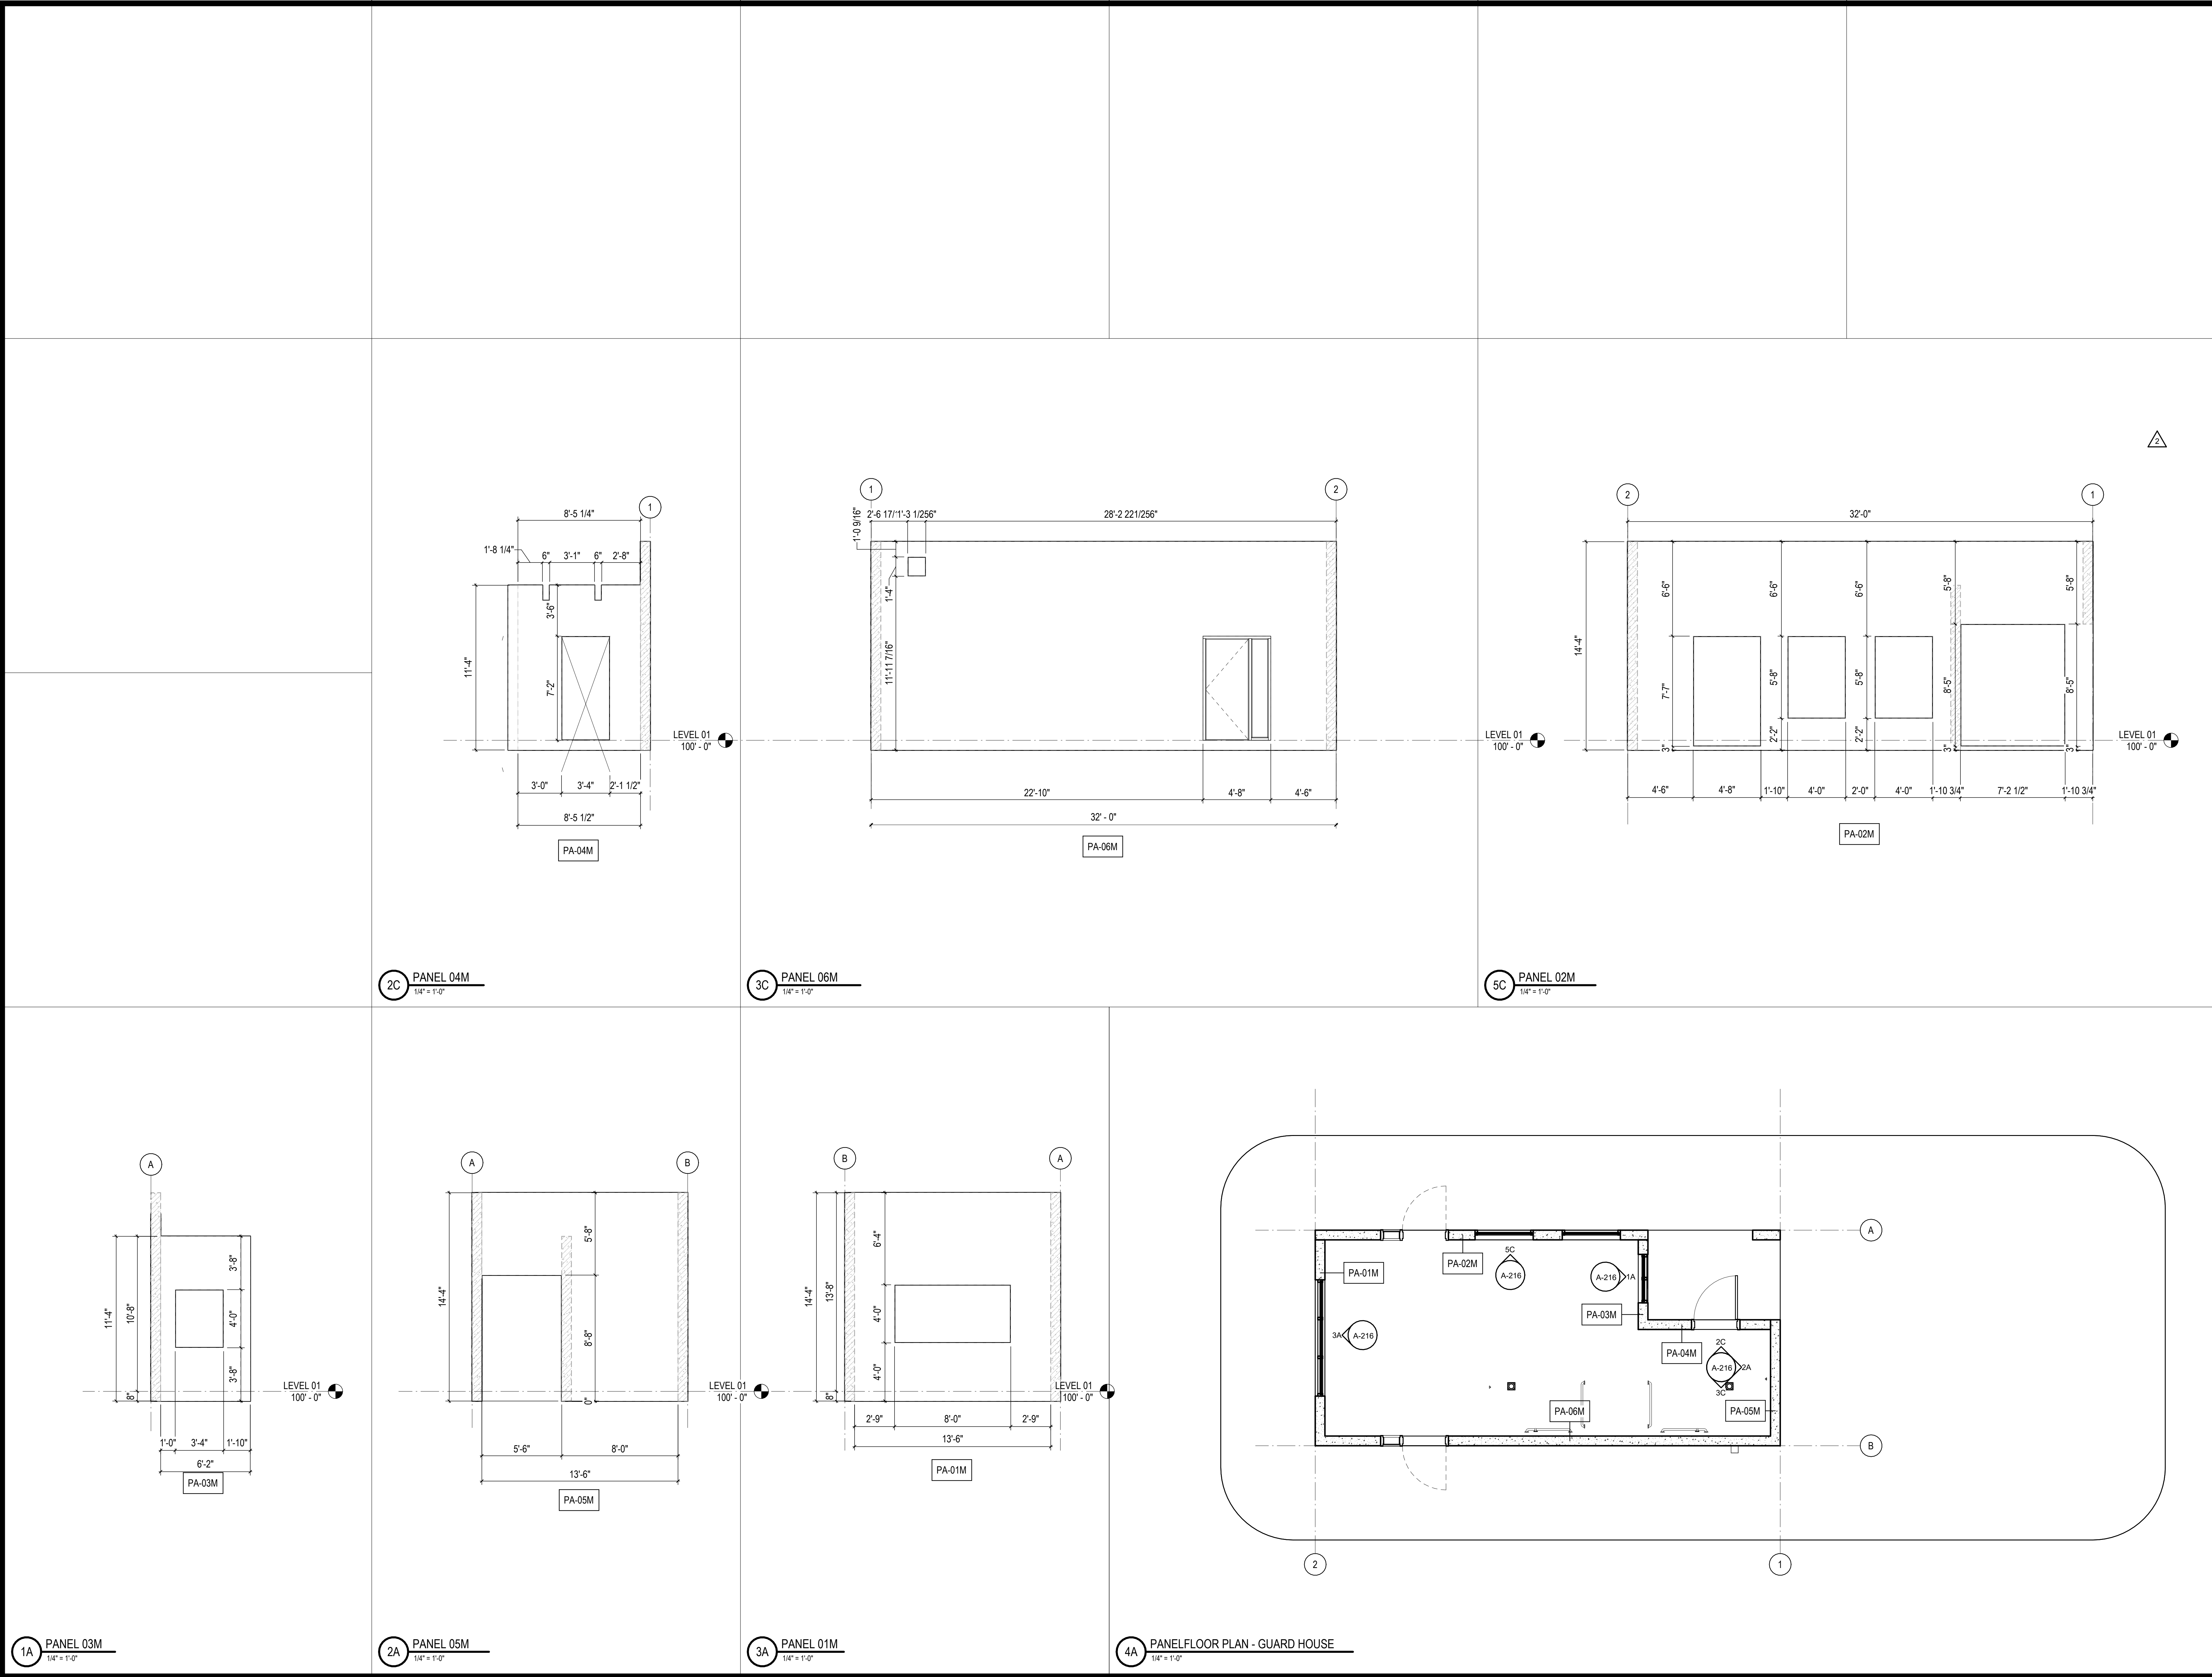 2
1
8'-5 1/4"
1'-8 1/4"
6"
3'-1"
6"
2'-8"
3'-6"
11'-4"
7'-2"
LEVEL 01
100' - 0"
3'-0"
3'-4"
2'-1 1/2"
8'-5 1/2"
PA-04M
2C
PANEL 04M
1/4" = 1'-0"
1
2
2'-6 17/
1'-3 1/256"
28'-2 221/256"
1'-0 9/16"
1'-4"
11'-11 7/16"
LEVEL 01
100' - 0"
22'-10"
4'-8"
4'-6"
32' - 0"
PA-06M
3C
PANEL 06M
1/4" = 1'-0"
2
1
32'-0"
14'-4"
6'-6"
6'-6"
6'-6"
5'-8"
5'-8"
7'-7"
5'-8"
5'-8"
8'-5"
8'-5"
3"
2'-2"
2'-2"
3"
3"
LEVEL 01
100' - 0"
4'-6"
4'-8"
1'-10"
4'-0"
2'-0"
4'-0"
1'-10 3/4"
7'-2 1/2"
1'-10 3/4"
PA-02M
5C
PANEL 02M
1/4" = 1'-0"
A
11'-4"
10'-8"
8"
3'-8"
4'-0"
3'-8"
LEVEL 01
100' - 0"
1'-0"
3'-4"
1'-10"
6'-2"
PA-03M
1A
PANEL 03M
1/4" = 1'-0"
A
B
14'-4"
5'-8"
8'-8"
0"
LEVEL 01
100' - 0"
5'-6"
8'-0"
13'-6"
PA-05M
2A
PANEL 05M
1/4" = 1'-0"
B
A
14'-4"
13'-8"
8"
6'-4"
4'-0"
4'-0"
LEVEL 01
100' - 0"
2'-9"
8'-0"
2'-9"
13'-6"
PA-01M
3A
PANEL 01M
1/4" = 1'-0"
A
PA-01M
PA-02M
5C
A-216
A-216
1A
PA-03M
3A
A-216
PA-04M
2C
A-216
2A
3C
PA-06M
PA-05M
B
2
1
4A
PANELFLOOR PLAN - GUARD HOUSE
1/4" = 1'-0"